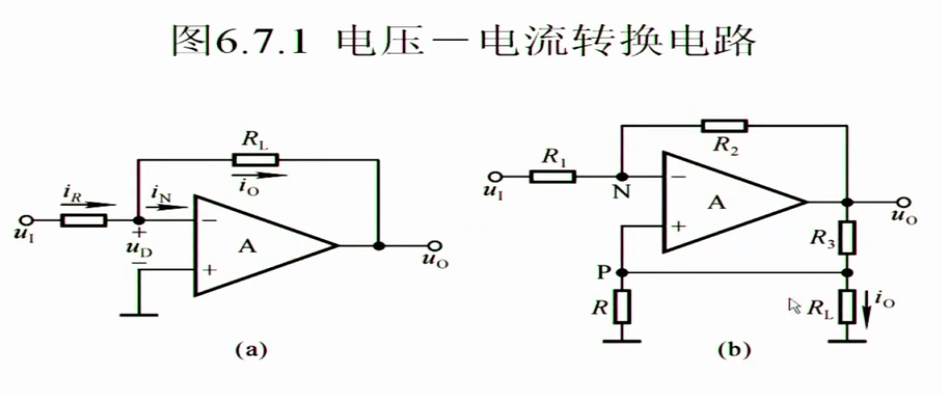 图6.7.1 电压－电流转换电路
R_L
i_R
i_N
i_O
u_I
+
u_D
−
−
A
+
u_O
(a)
R_2
R_1
u_I
N
−
A
+
u_O
R_3
P
R
R_L
i_O
(b)